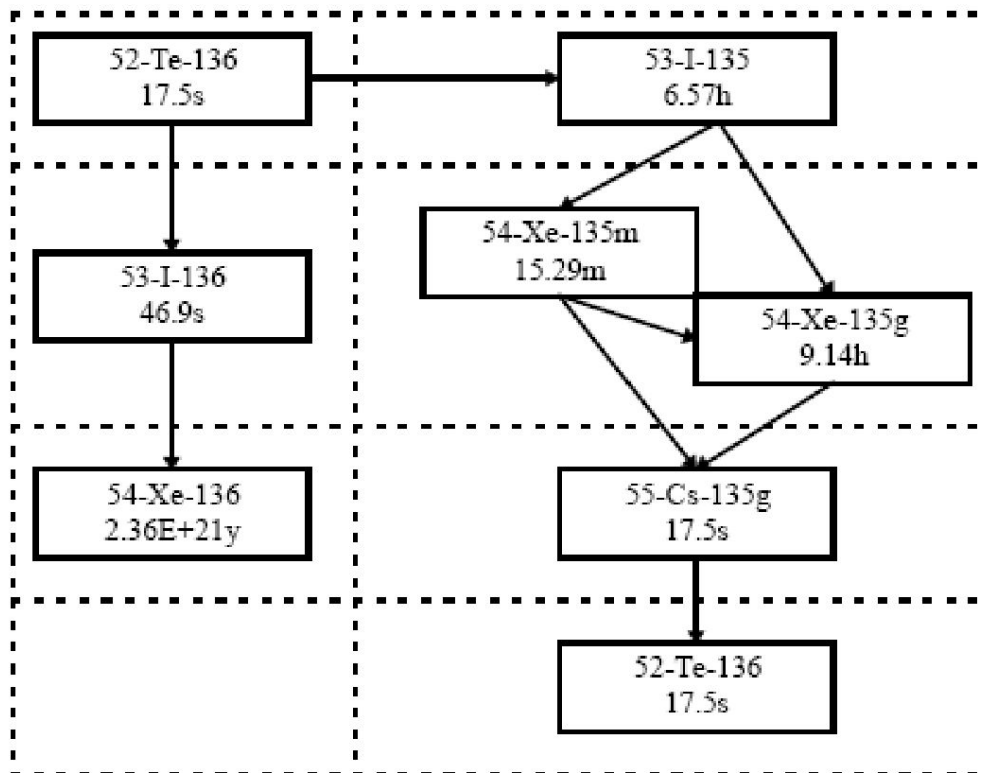 52-Te-136
17.5s
53-I-135
6.57h
54-Xe-135m
15.29m
53-I-136
46.9s
54-Xe-135g
9.14h
54-Xe-136
2.36E+21y
55-Cs-135g
17.5s
52-Te-136
17.5s